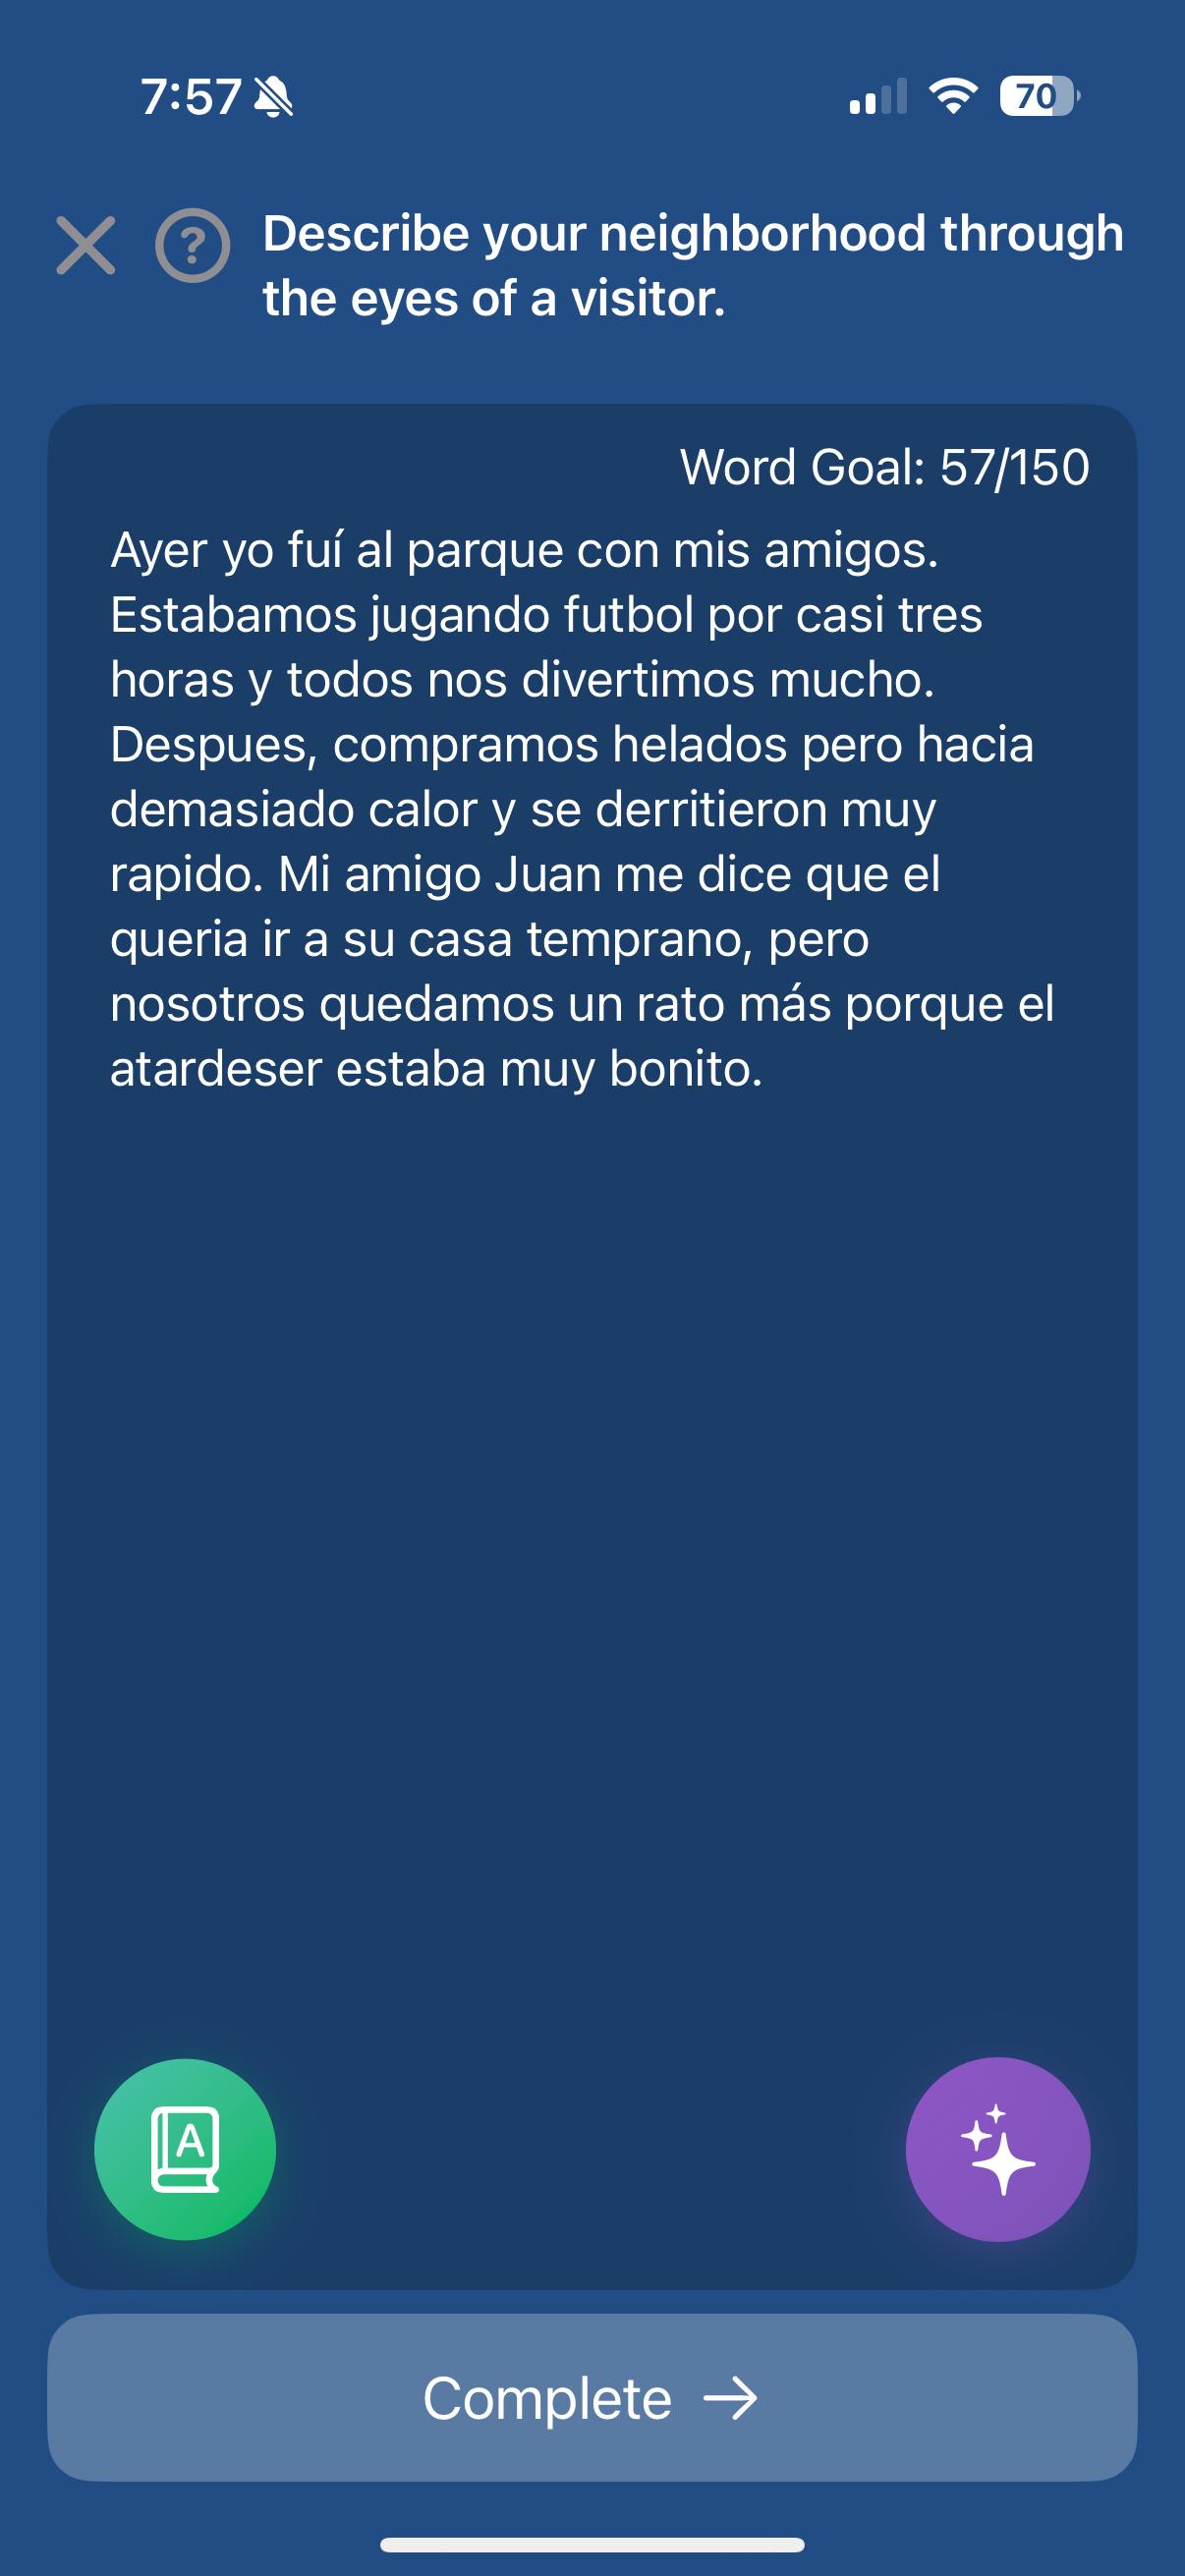 7:57
70
?
Describe your neighborhood through
the eyes of a visitor.
Word Goal: 57/150
Ayer yo fuí al parque con mis amigos.
Estabamos jugando futbol por casi tres
horas y todos nos divertimos mucho.
Despues, compramos helados pero hacia
demasiado calor y se derritieron muy
rapido. Mi amigo Juan me dice que el
queria ir a su casa temprano, pero
nosotros quedamos un rato más porque el
atardeser estaba muy bonito.
A
Complete →